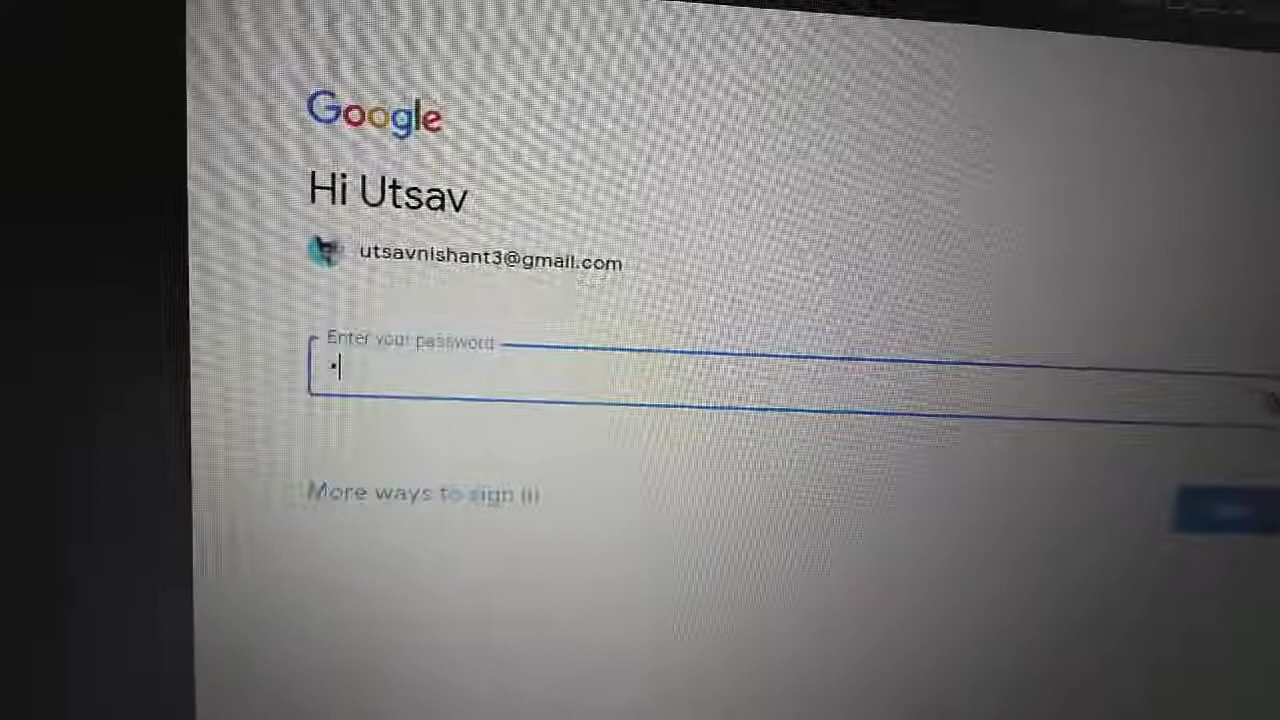 Google
Hi Utsav
utsavnishant3@gmail.com
Enter your password
More ways to sign in